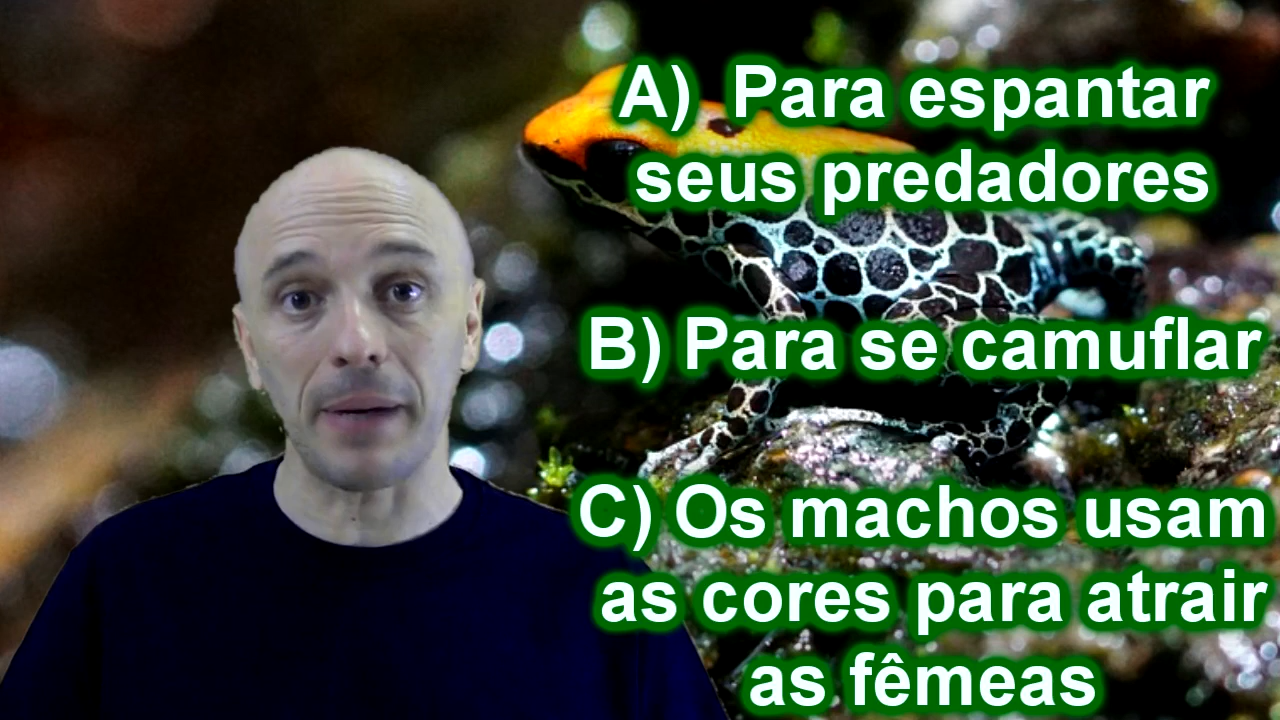 A) Para espantar
seus predadores
B) Para se camuflar
C) Os machos usam
as cores para atrair
as fêmeas